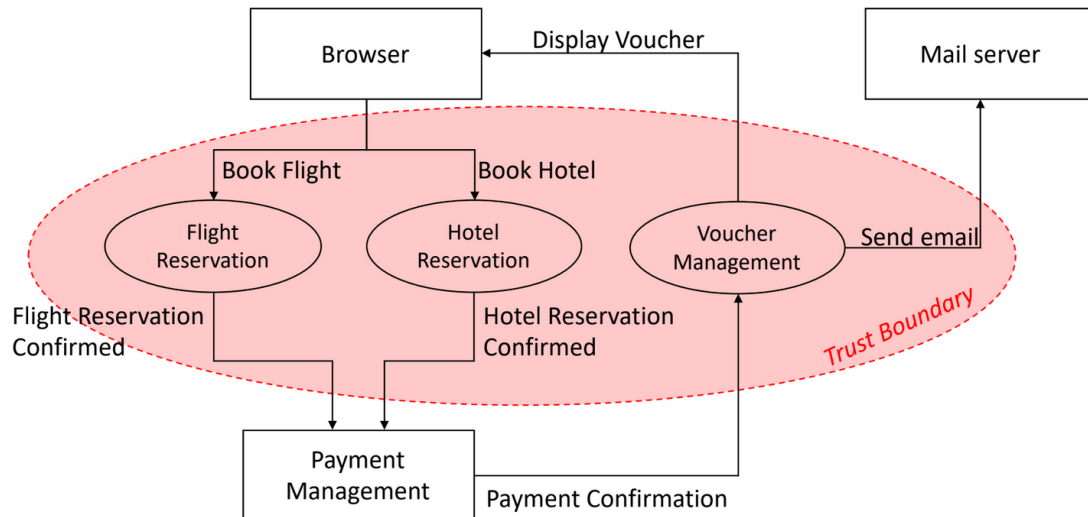 Browser
Display Voucher
Mail server
Book Flight
Book Hotel
Flight
Reservation
Hotel
Reservation
Voucher
Management
Send email
Flight Reservation
Confirmed
Hotel Reservation
Confirmed
Trust Boundary
Payment
Management
Payment Confirmation